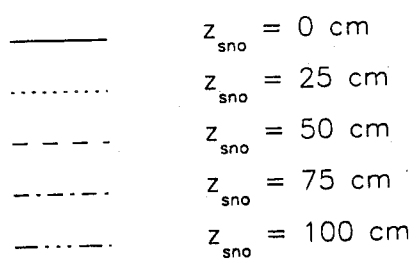 z_sno = 0 cm
z_sno = 25 cm
z_sno = 50 cm
z_sno = 75 cm
z_sno = 100 cm